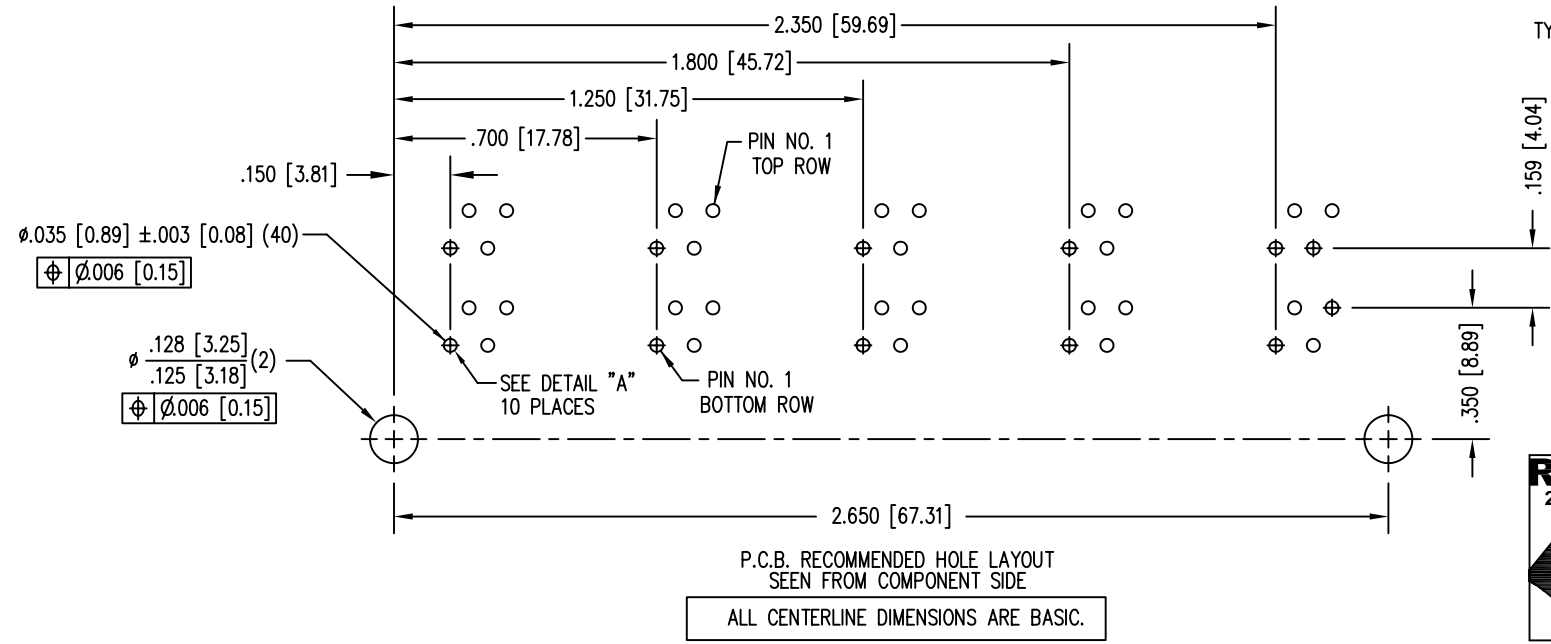 2.350 [59.69]
TY
1.800 [45.72]
1.250 [31.75]
.159 [4.04]
.700 [17.78]
PIN NO. 1
TOP ROW
.150 [3.81]
ø.035 [0.89] ±.003 [0.08] (40)
⌖ Ø.006 [0.15]
ø .128 [3.25]
.125 [3.18] (2)
⌖ Ø.006 [0.15]
SEE DETAIL "A"
10 PLACES
PIN NO. 1
BOTTOM ROW
.350 [8.89]
R
2
2.650 [67.31]
P.C.B. RECOMMENDED HOLE LAYOUT
SEEN FROM COMPONENT SIDE
ALL CENTERLINE DIMENSIONS ARE BASIC.